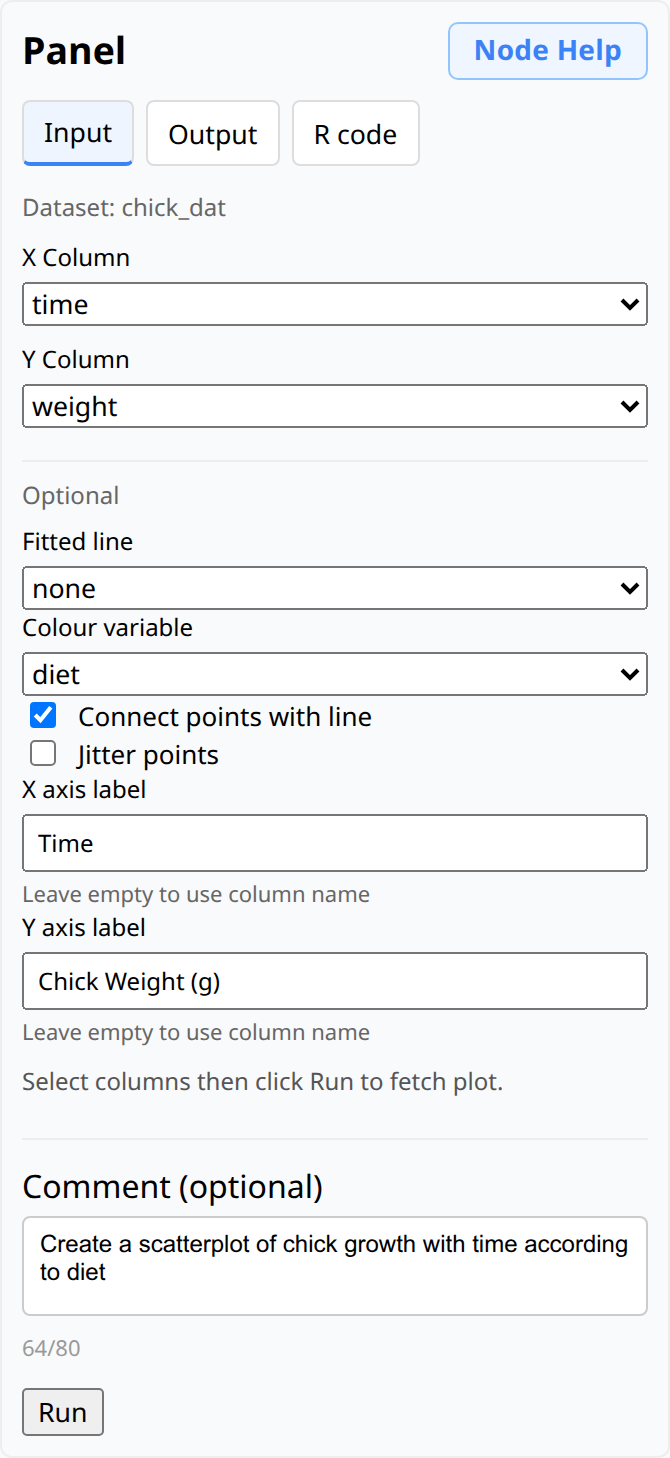 Panel
Node Help
Input
Output
R code
Dataset: chick_dat
X Column
time
Y Column
weight
Optional
Fitted line
none
Colour variable
diet
Connect points with line
Jitter points
X axis label
Time
Leave empty to use column name
Y axis label
Chick Weight (g)
Leave empty to use column name
Select columns then click Run to fetch plot.
Comment (optional)
Create a scatterplot of chick growth with time according
to diet
64/80
Run